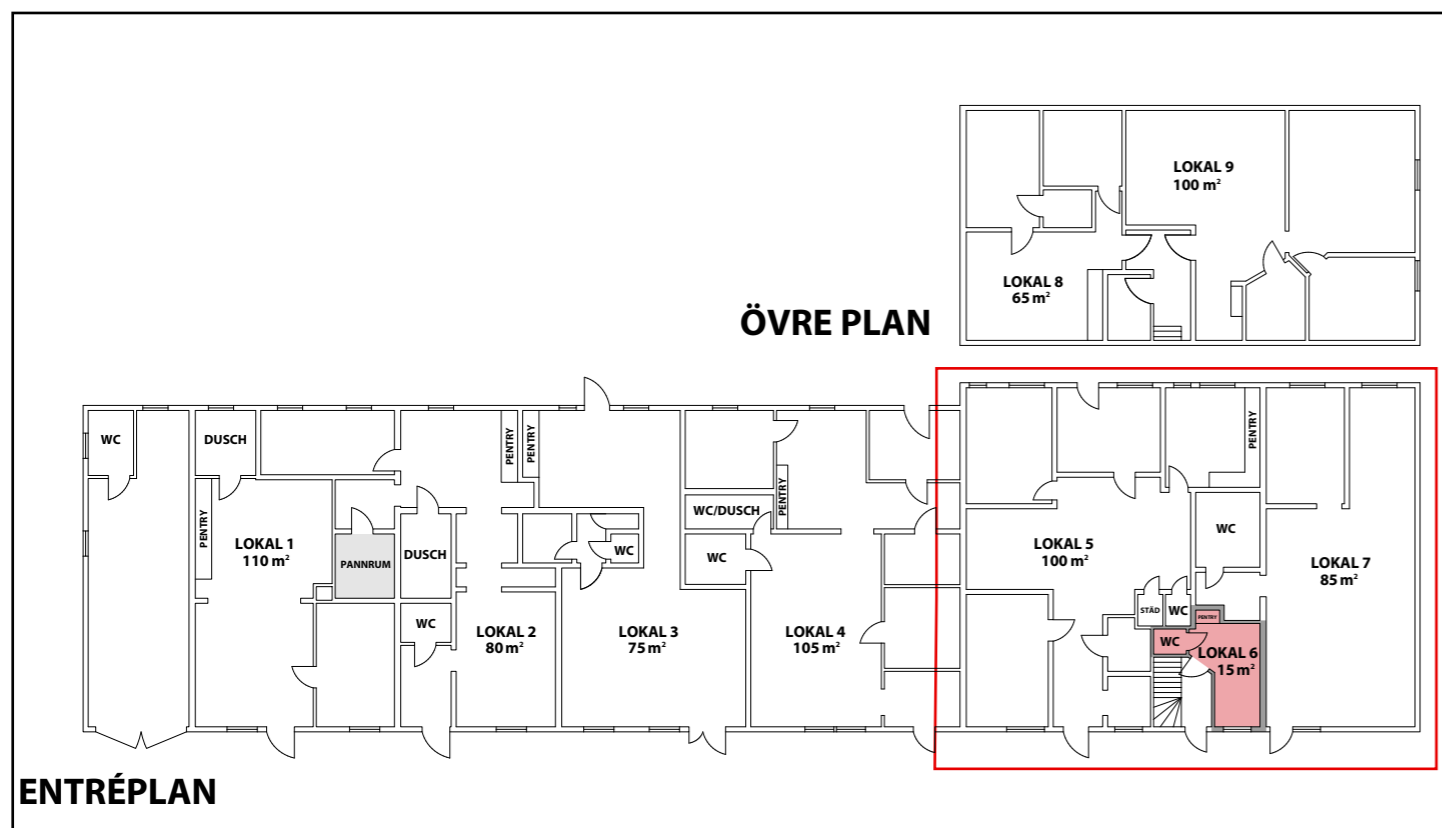 LOKAL 9
100 m²
LOKAL 8
65 m²
ÖVRE PLAN
WC
DUSCH
PENTRY
LOKAL 1
110 m²
PANNRUM
DUSCH
WC
PENTRY
LOKAL 2
80 m²
PENTRY
WC
LOKAL 3
75 m²
WC/DUSCH
WC
PENTRY
LOKAL 4
105 m²
PENTRY
WC
LOKAL 5
100 m²
STÄD
WC
LOKAL 7
85 m²
PENTRY
WC
LOKAL 6
15 m²
ENTRÉPLAN